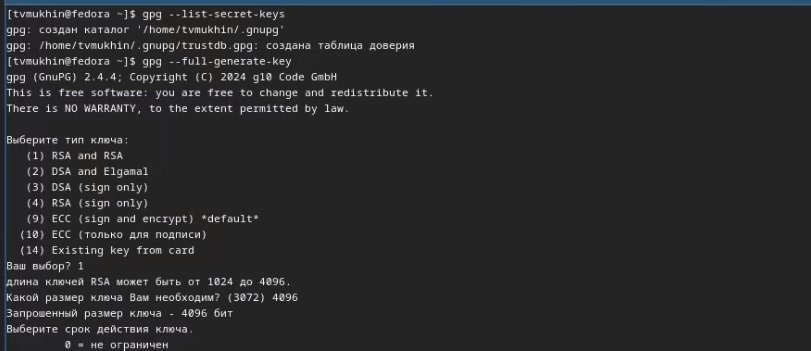 [tvmukhin@fedora ~]$ gpg --list-secret-keys
gpg: создан каталог '/home/tvmukhin/.gnupg'
gpg: /home/tvmukhin/.gnupg/trustdb.gpg: создана таблица доверия
[tvmukhin@fedora ~]$ gpg --full-generate-key
gpg (GnuPG) 2.4.4; Copyright (C) 2024 g10 Code GmbH
This is free software: you are free to change and redistribute it.
There is NO WARRANTY, to the extent permitted by law.

Выберите тип ключа:
   (1) RSA and RSA
   (2) DSA and Elgamal
   (3) DSA (sign only)
   (4) RSA (sign only)
   (9) ECC (sign and encrypt) *default*
  (10) ECC (только для подписи)
  (14) Existing key from card
Ваш выбор? 1
длина ключей RSA может быть от 1024 до 4096.
Какой размер ключа Вам необходим? (3072) 4096
Запрошенный размер ключа - 4096 бит
Выберите срок действия ключа.
         0 = не ограничен